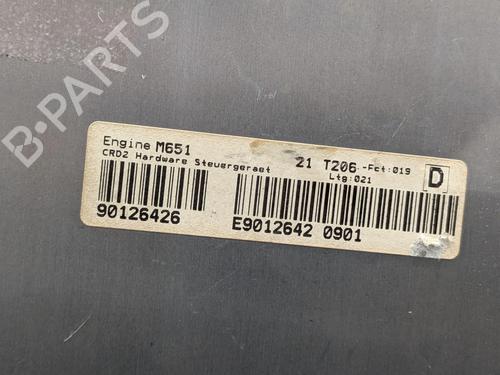 B-PARTS
Engine M651 21 T206 -Fct:019 D
CRD2 Hardware Steuergeraet Ltg:021
90126426 E9012642 0901